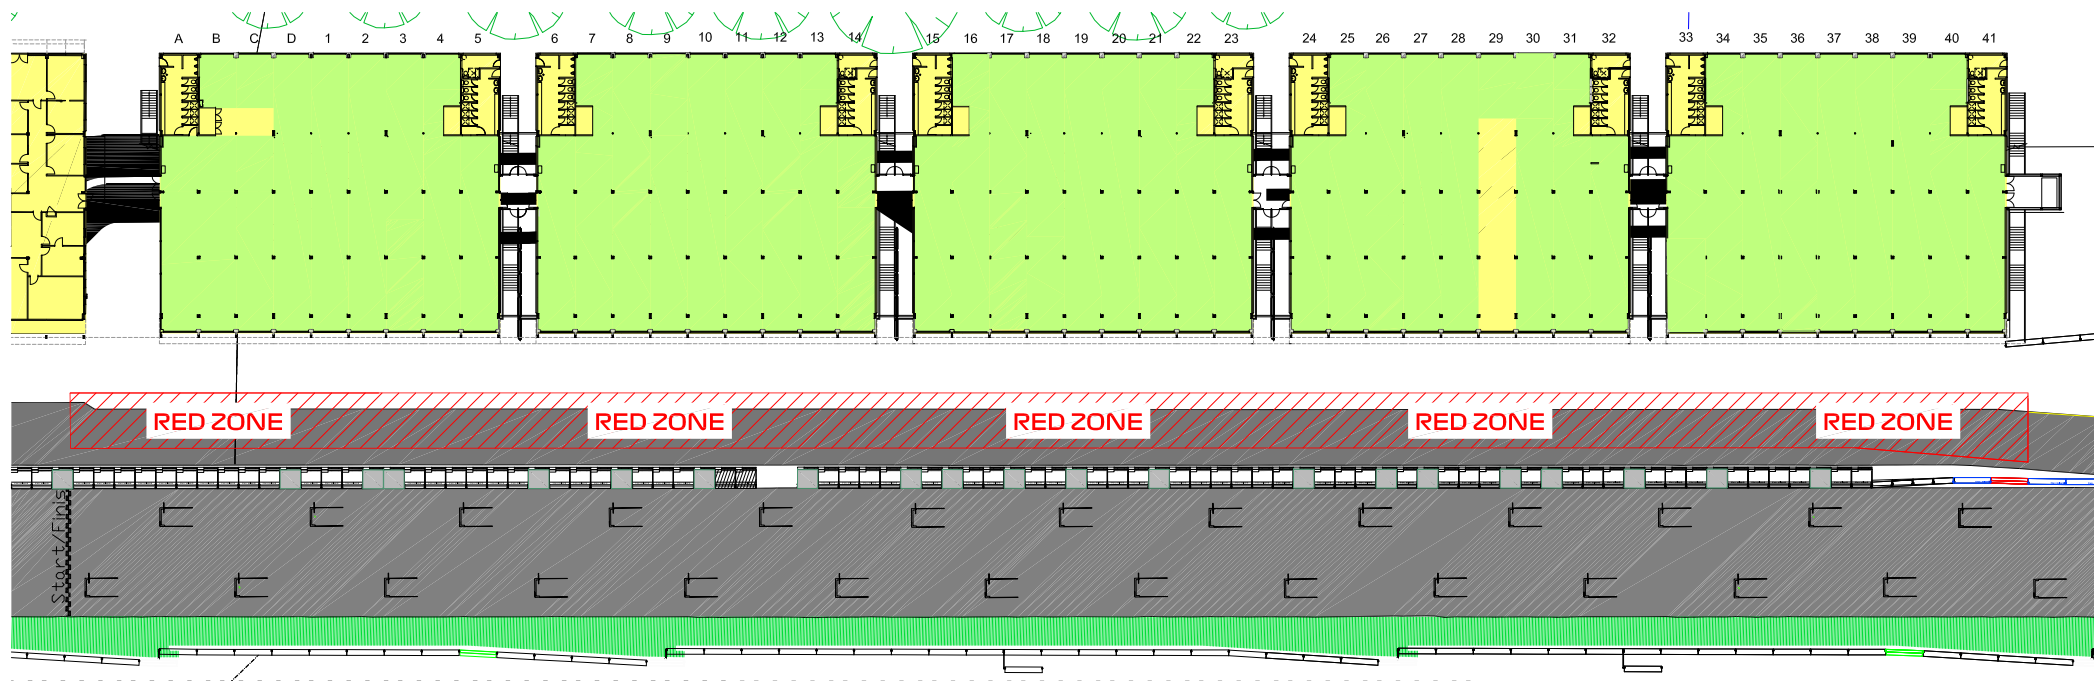 A B C D 1 2 3 4 5 6 7 8 9 10 11 12 13 14 15 16 17 18 19 20 21 22 23 24 25 26 27 28 29 30 31 32 33 34 35 36 37 38 39 40 41
RED ZONE RED ZONE RED ZONE RED ZONE RED ZONE
Start/Finis